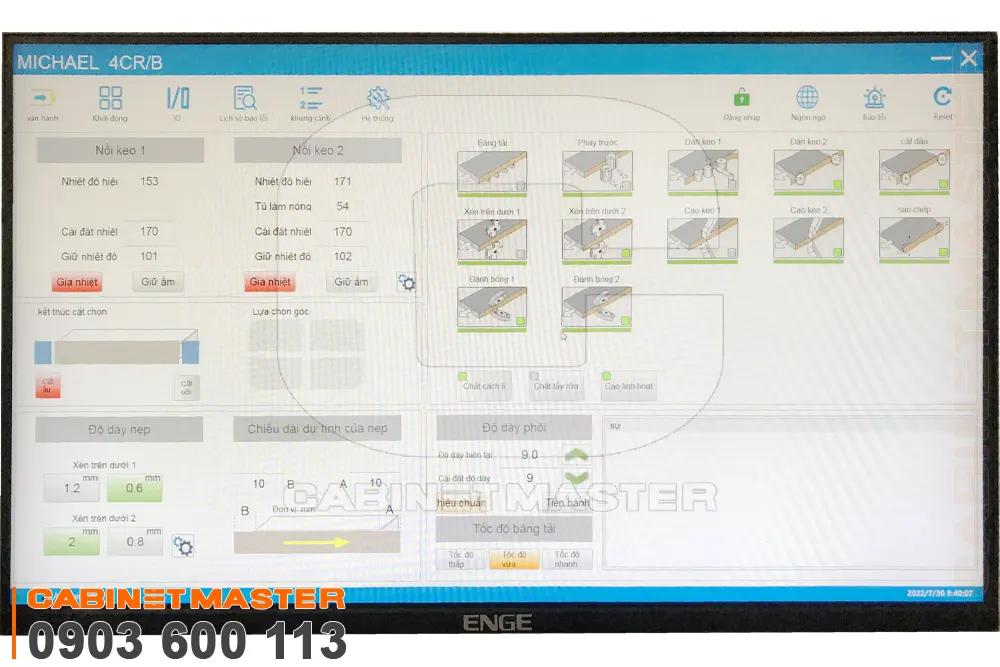 MICHAEL 4CR/B
vận hành
Khởi động
IO
Lịch sử báo lỗi
khung cảnh
Hệ thống
Đăng nhập
Ngôn ngữ
Báo lỗi
Reset
Nồi keo 1
Nồi keo 2
Nhiệt độ hiệi 153
Nhiệt độ hiệi 171
Tủ làm nóng 54
Cài đặt nhiệl 170
Cài đặt nhiệl 170
Giữ nhiệt độ 101
Giữ nhiệt độ 102
Gia nhiệt
Giữ ấm
Gia nhiệt
Giữ ấm
Băng tải
Phay trước
Dán keo 1
Dán keo 2
cắt đầu
Xén trên dưới 1
Xén trên dưới 2
Cạo keo 1
Cạo keo 2
sao chép
Đánh bóng 1
Đánh bóng 2
kết thúc cắt chọn
Lựa chọn góc
Cắt
Cắt
Chất cách li
Chất tẩy rửa
Cạo linh hoạt
Độ dày nẹp
Chiều dài dự tính của nẹp
Độ dày phôi
sự
Xén trên dưới 1
1.2 mm
0.6 mm
Xén trên dưới 2
2 mm
0.8 mm
10 B A 10
B Đơn vị mm A
Độ dày hiện tại 9.0
Cài đặt độ dày 9
hiệu chuẩn
Tiến hành
Tốc độ băng tải
Tốc độ
thấp
Tốc độ
vừa
Tốc độ
nhanh
CABINET MASTER
2022/7/30 9:40:07
ENGE
CABINET MASTER
0903 600 113